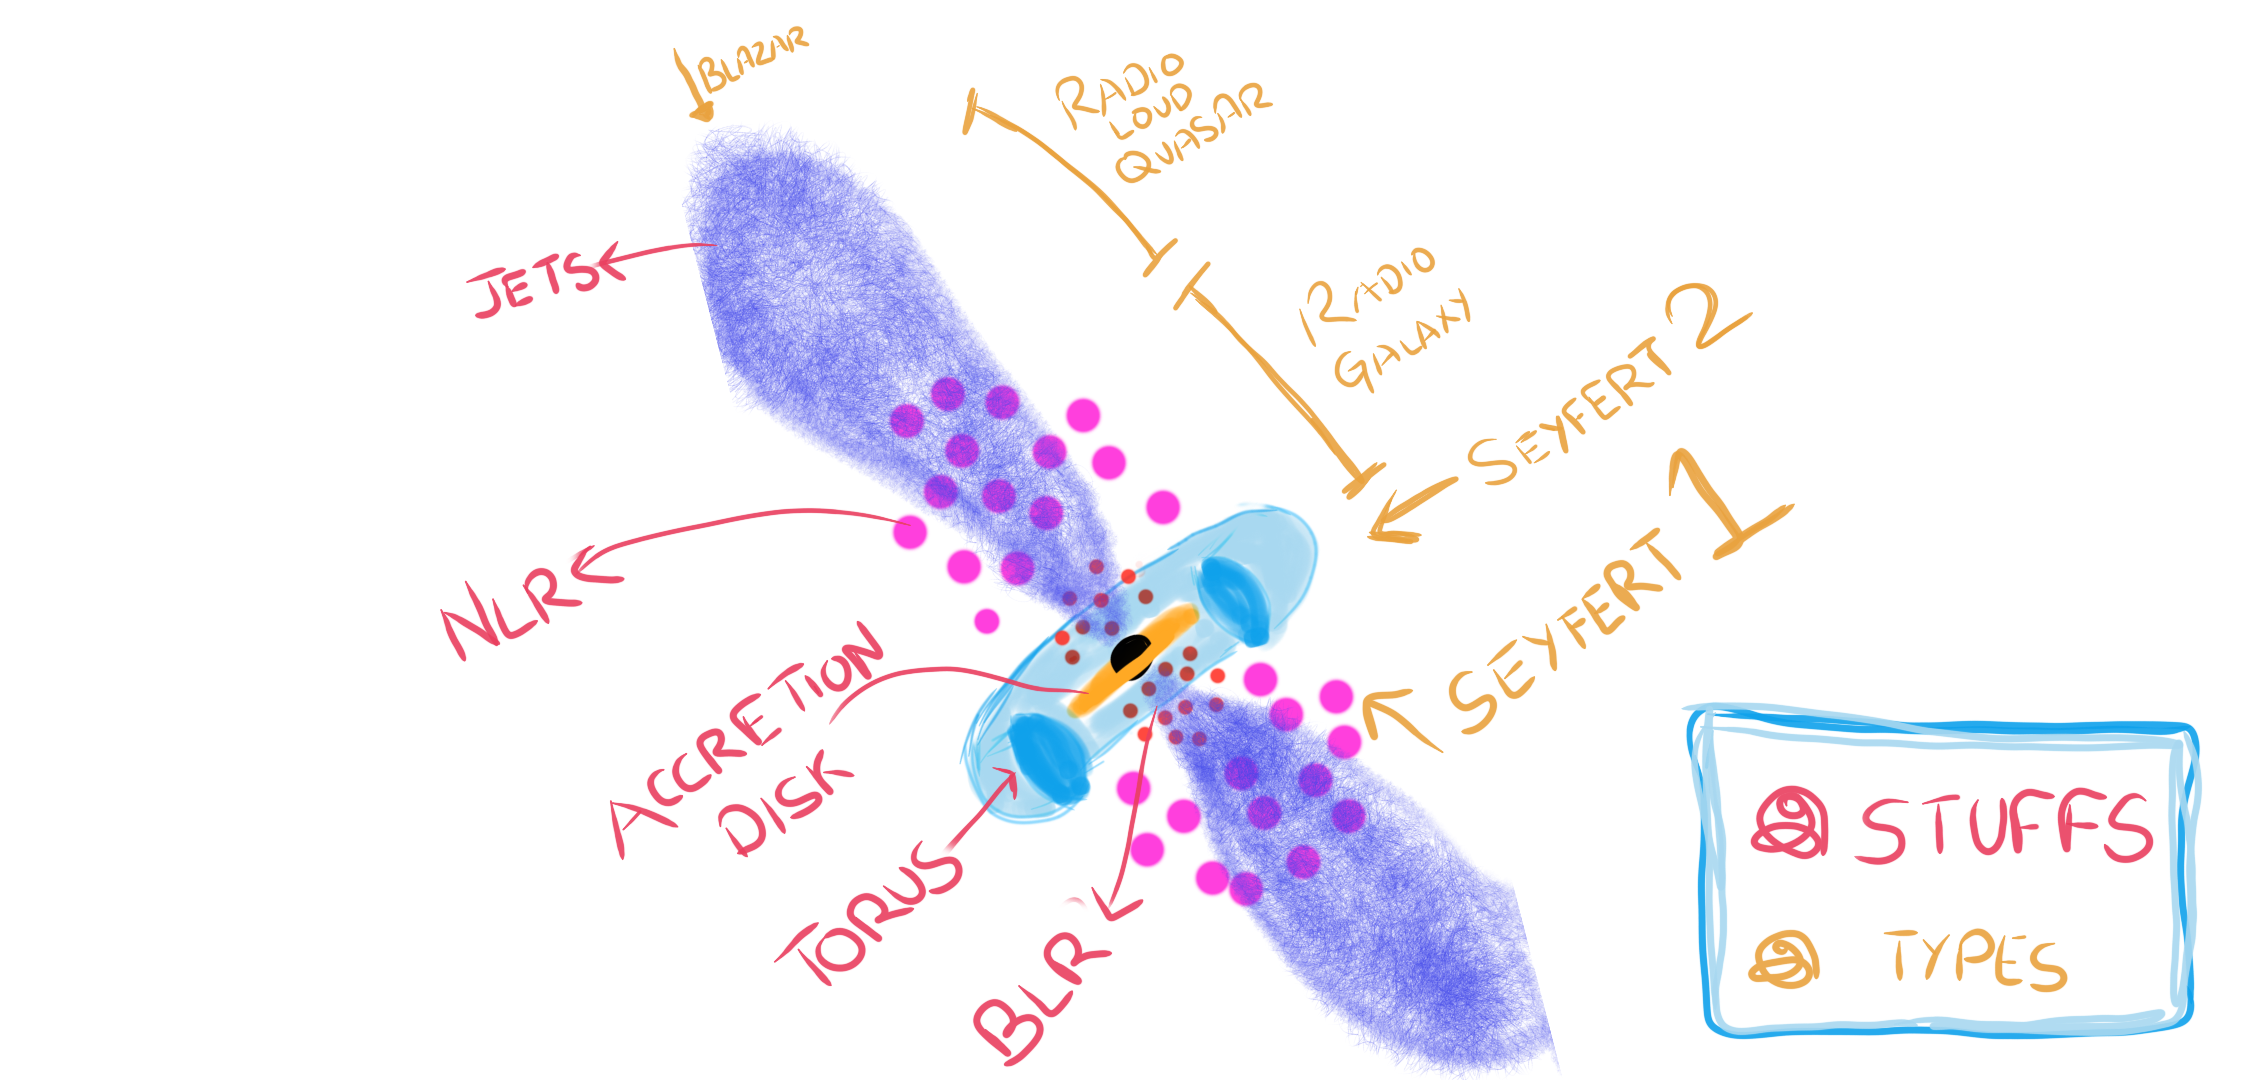 BLAZAR
RADIO
LOUD
QUASAR
RADIO
GALAXY
SEYFERT 2
SEYFERT 1
JETS
NLR
ACCRETION
DISK
TORUS
BLR
STUFFS
TYPES